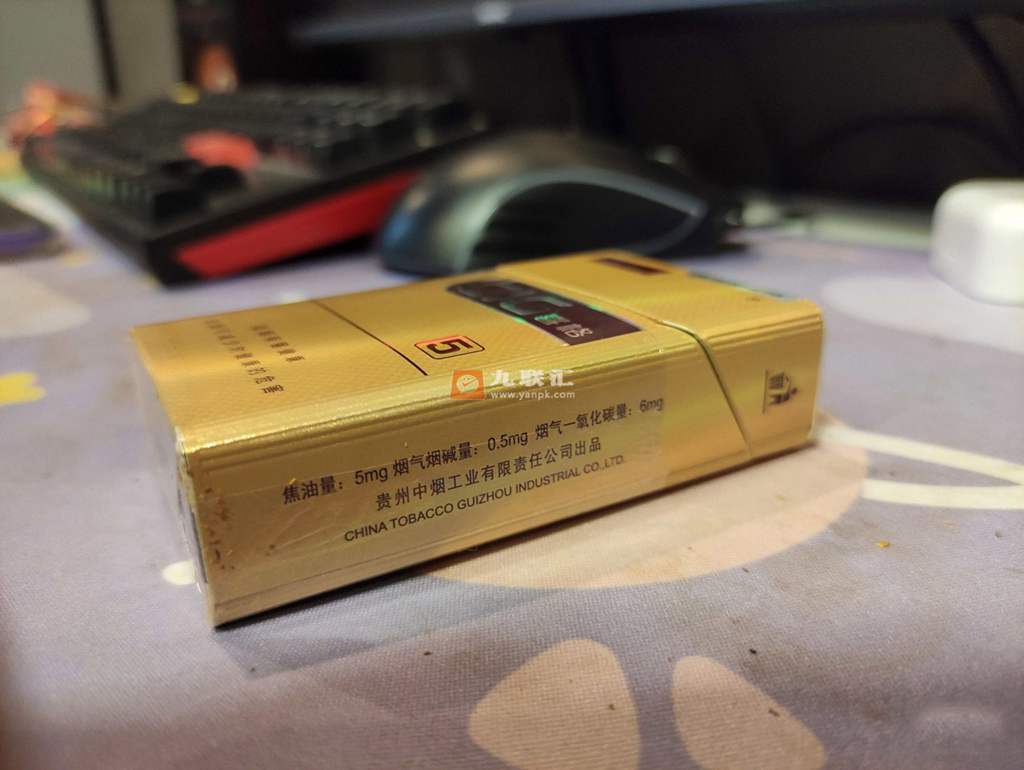 5
九联汇
www.yanpk.com
焦油量：5mg 烟气烟碱量：0.5mg 烟气一氧化碳量：6mg
贵州中烟工业有限责任公司出品
CHINA TOBACCO GUIZHOU INDUSTRIAL CO.,LTD.